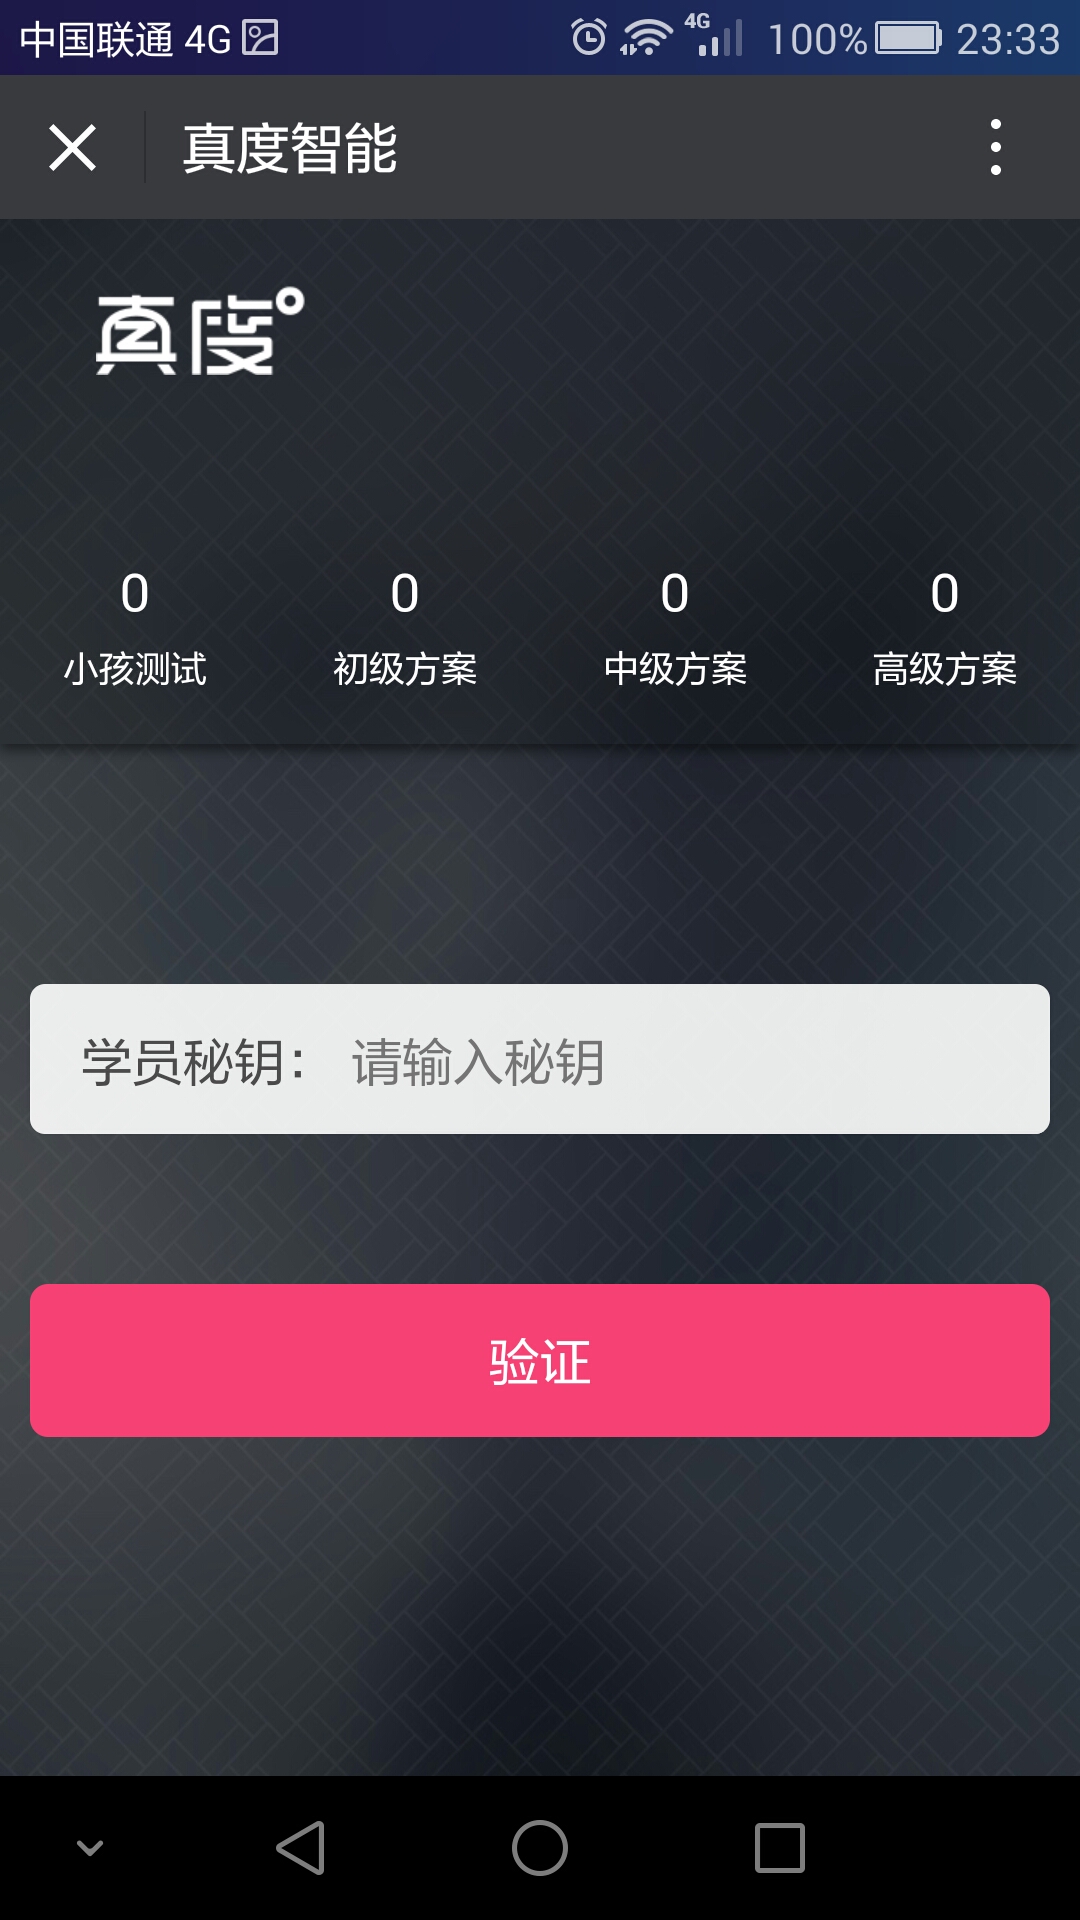 中国联通 4G 4G 100% 23:33
真度智能
真度
0 0 0 0
小孩测试 初级方案 中级方案 高级方案
学员秘钥： 请输入秘钥
验证